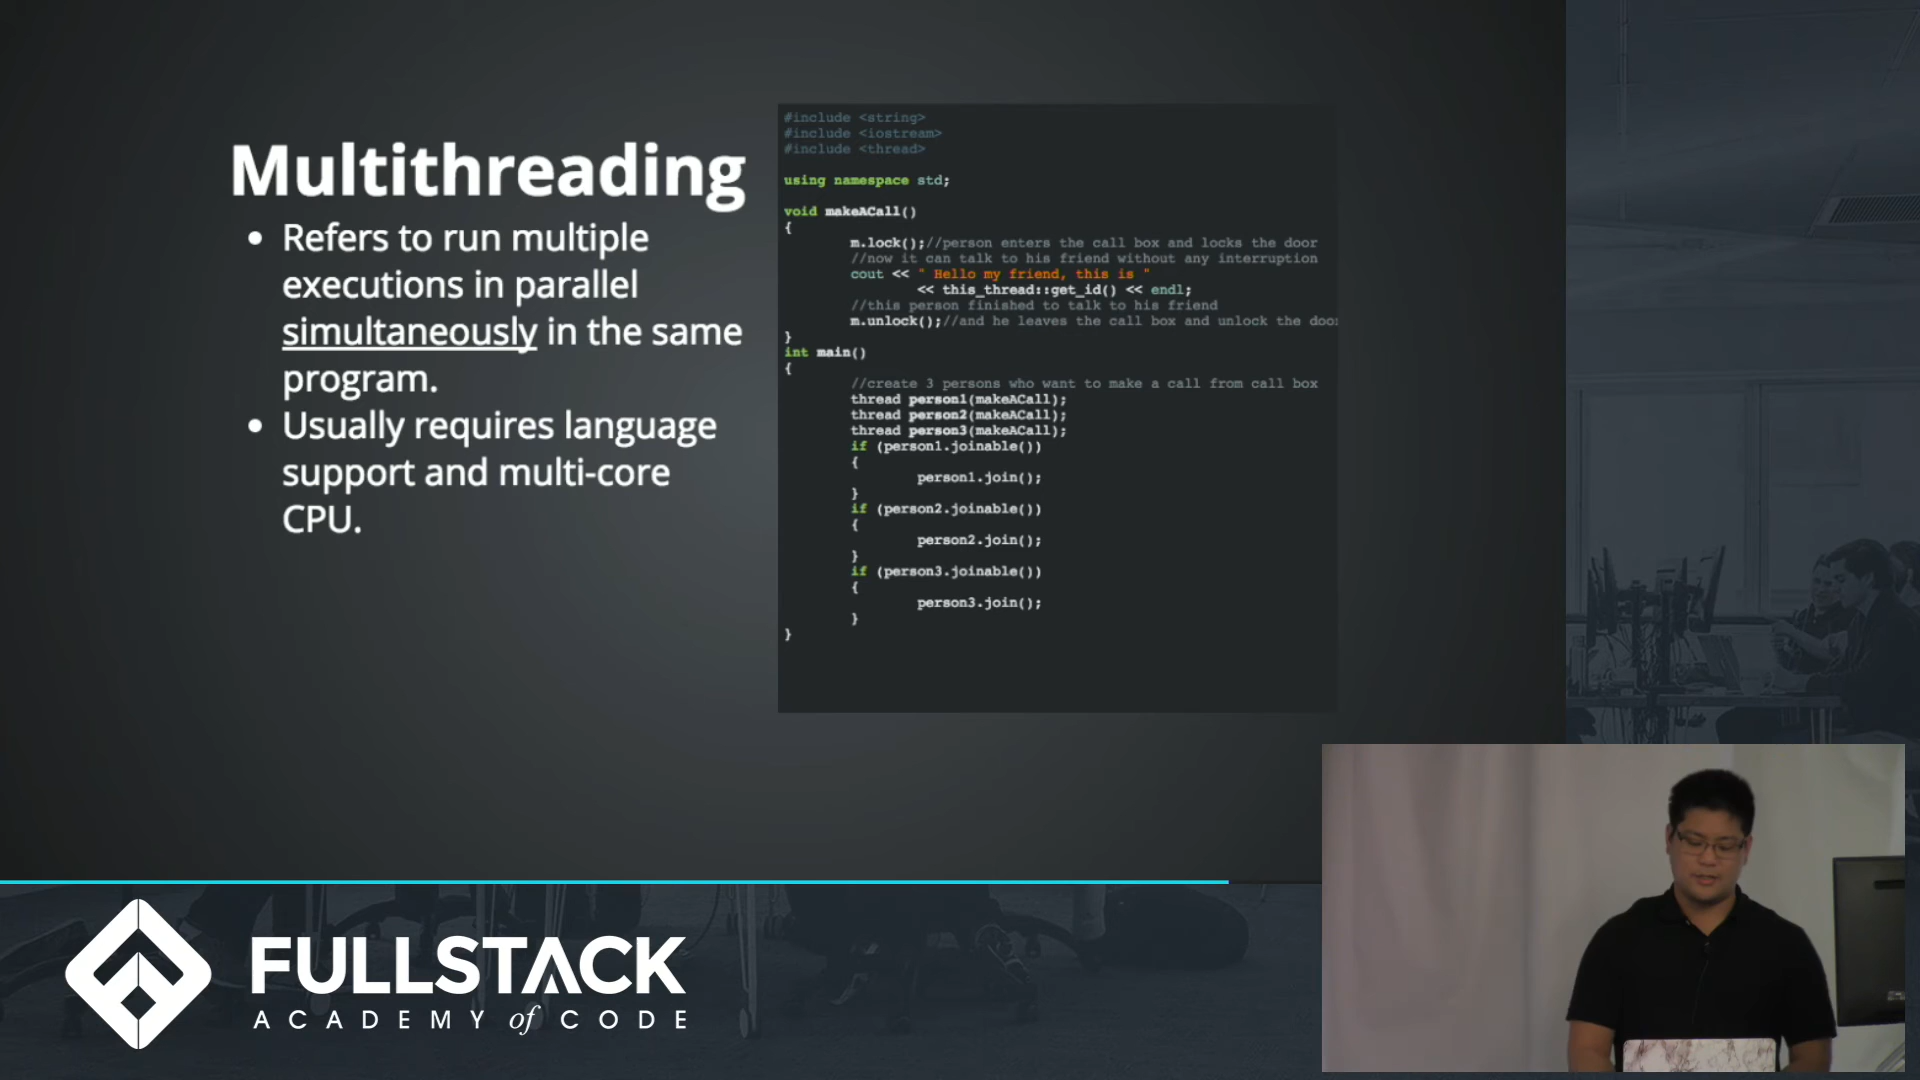 Multithreading
• Refers to run multiple
executions in parallel
simultaneously in the same
program.
• Usually requires language
support and multi-core
CPU.
#include <string>
#include <iostream>
#include <thread>
using namespace std;
void makeACall()
{
m.lock();//person enters the call box and locks the door
//now it can talk to his friend without any interruption
cout << " Hello my friend, this is "
<< this_thread::get_id() << endl;
//this person finished to talk to his friend
m.unlock();//and he leaves the call box and unlock the doo
}
int main()
{
//create 3 persons who want to make a call from call box
thread person1(makeACall);
thread person2(makeACall);
thread person3(makeACall);
if (person1.joinable())
{
person1.join();
}
if (person2.joinable())
{
person2.join();
}
if (person3.joinable())
{
person3.join();
}
}
FULLSTACK
ACADEMY of CODE